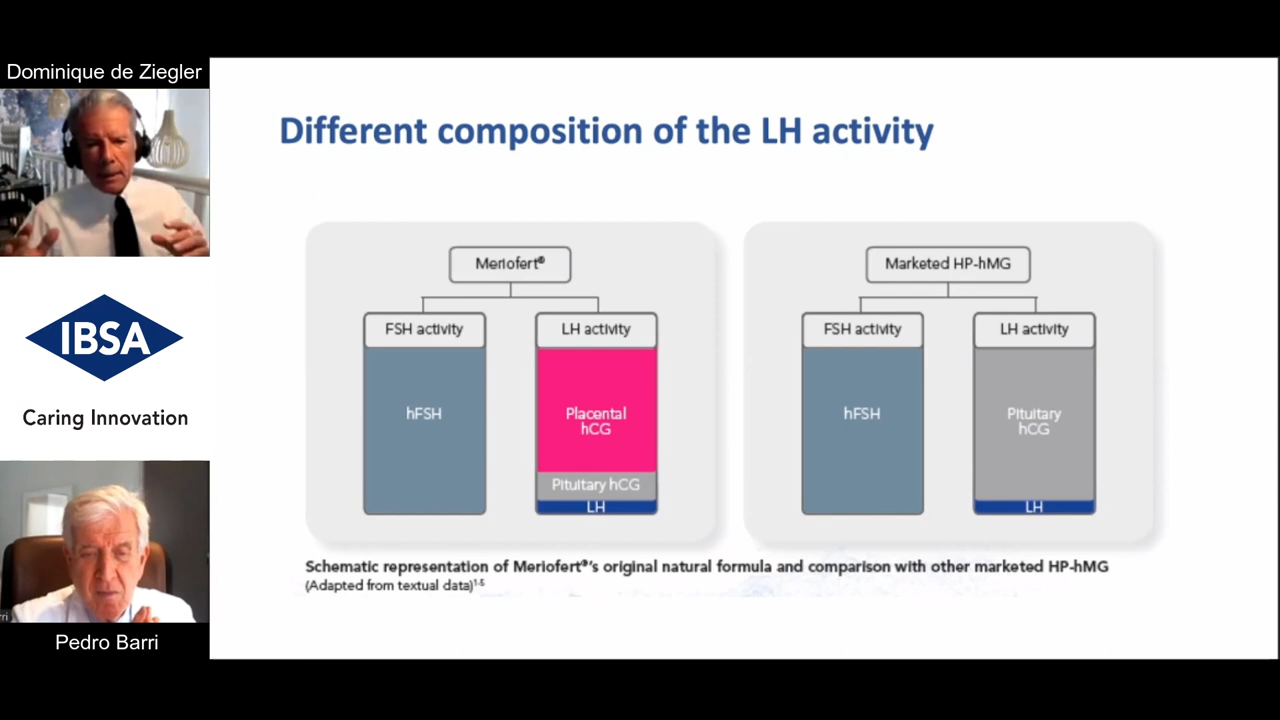 Dominique de Ziegler
IBSA
Caring Innovation
Pedro Barri
Different composition of the LH activity
Meriofert®
FSH activity
LH activity
hFSH
Placental
hCG
Pituitary hCG
LH
Marketed HP-hMG
FSH activity
LH activity
hFSH
Pituitary
hCG
LH
Schematic representation of Meriofert®'s original natural formula and comparison with other marketed HP-hMG
(Adapted from textual data)1-5